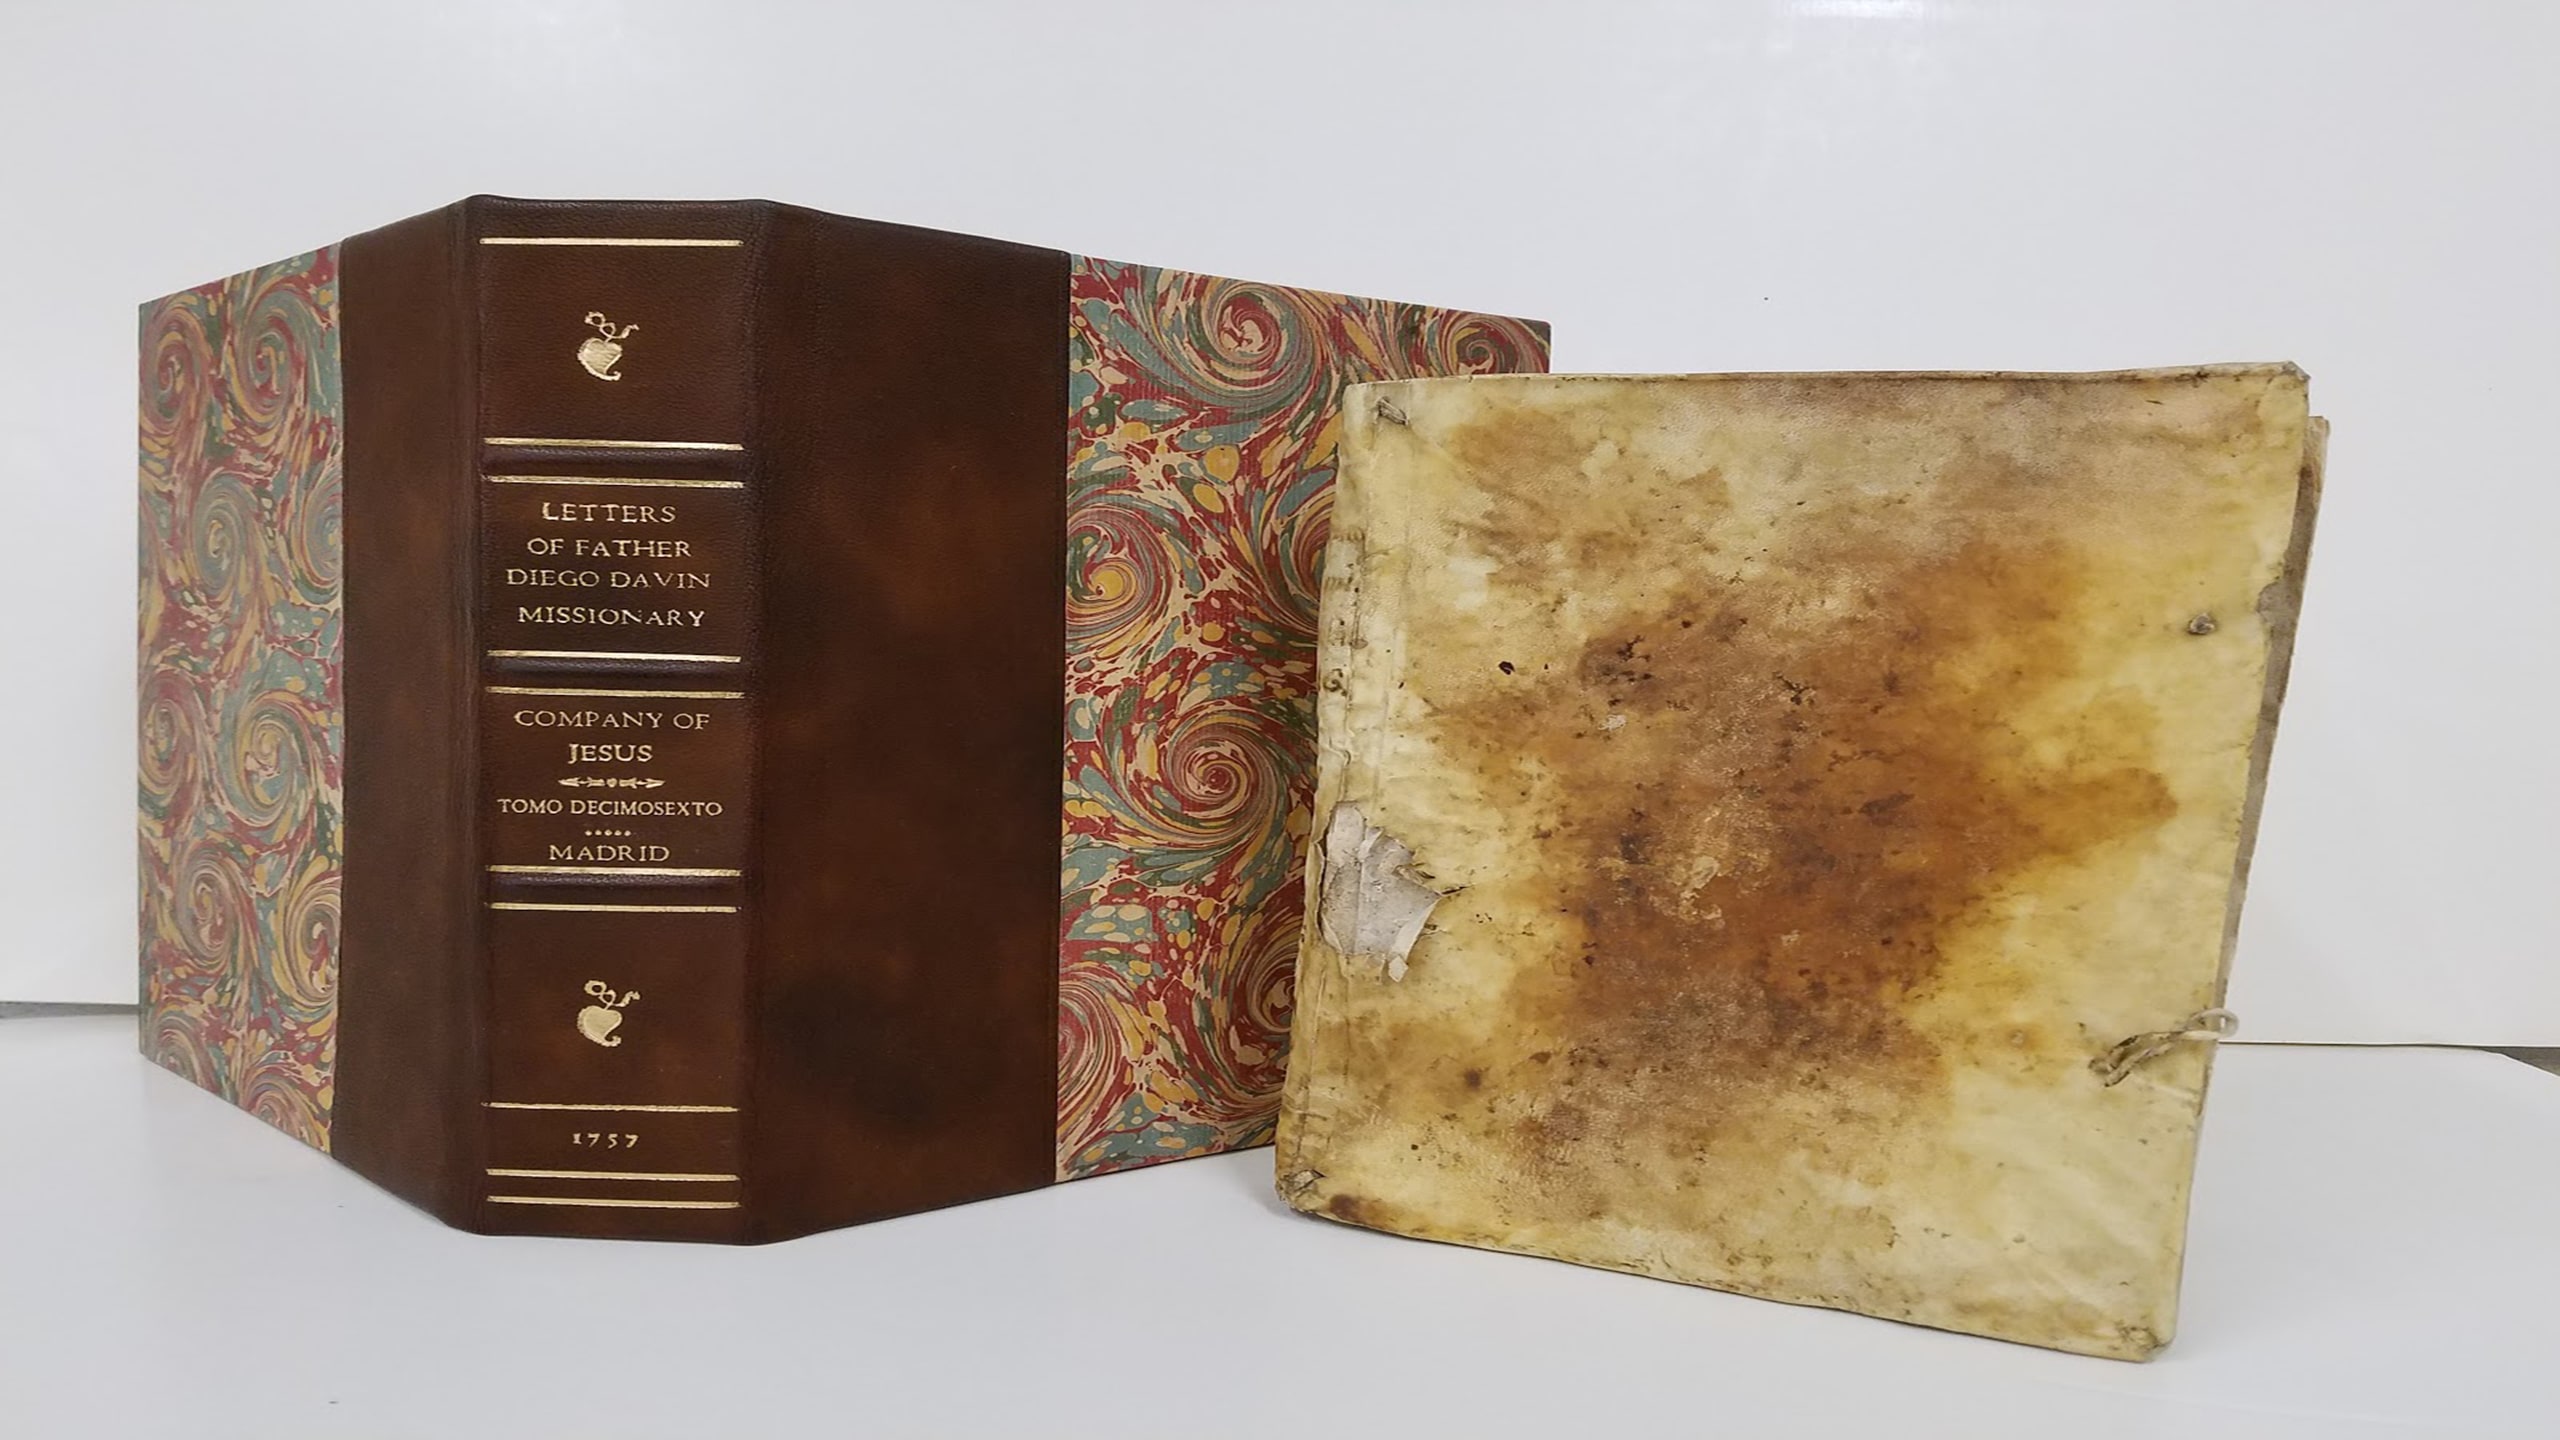 LETTERS
OF FATHER
DIEGO DAVIN
MISSIONARY
COMPANY OF
JESUS
TOMO DECIMOSEXTO
MADRID
1757